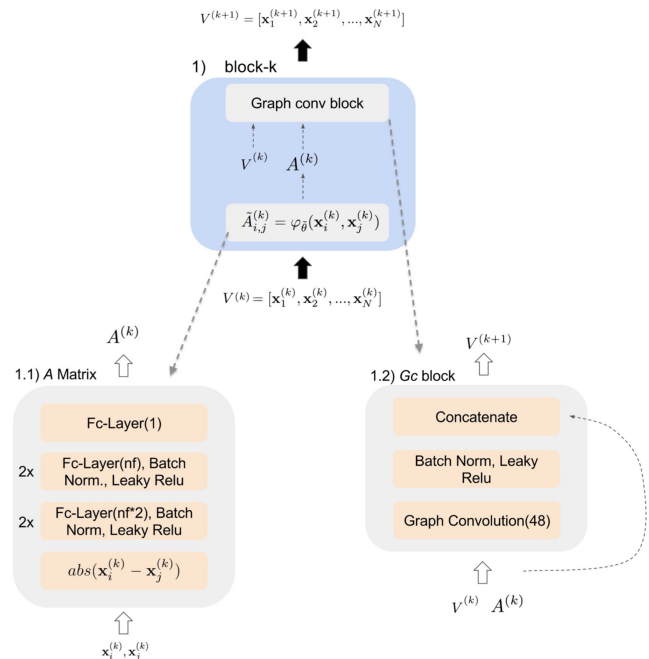 V^(k+1) = [x_1^(k+1), x_2^(k+1), ..., x_N^(k+1)]
1) block-k
Graph conv block
V^(k) A^(k)
Ã_{i,j}^(k) = φ_θ̃(x_i^(k), x_j^(k))
V^(k) = [x_1^(k), x_2^(k), ..., x_N^(k)]
A^(k)
1.1) A Matrix
Fc-Layer(1)
2x Fc-Layer(nf), Batch
Norm., Leaky Relu
2x Fc-Layer(nf*2), Batch
Norm, Leaky Relu
abs(x_i^(k) − x_j^(k))
x_i^(k), x_j^(k)
V^(k+1)
1.2) Gc block
Concatenate
Batch Norm, Leaky
Relu
Graph Convolution(48)
V^(k) A^(k)